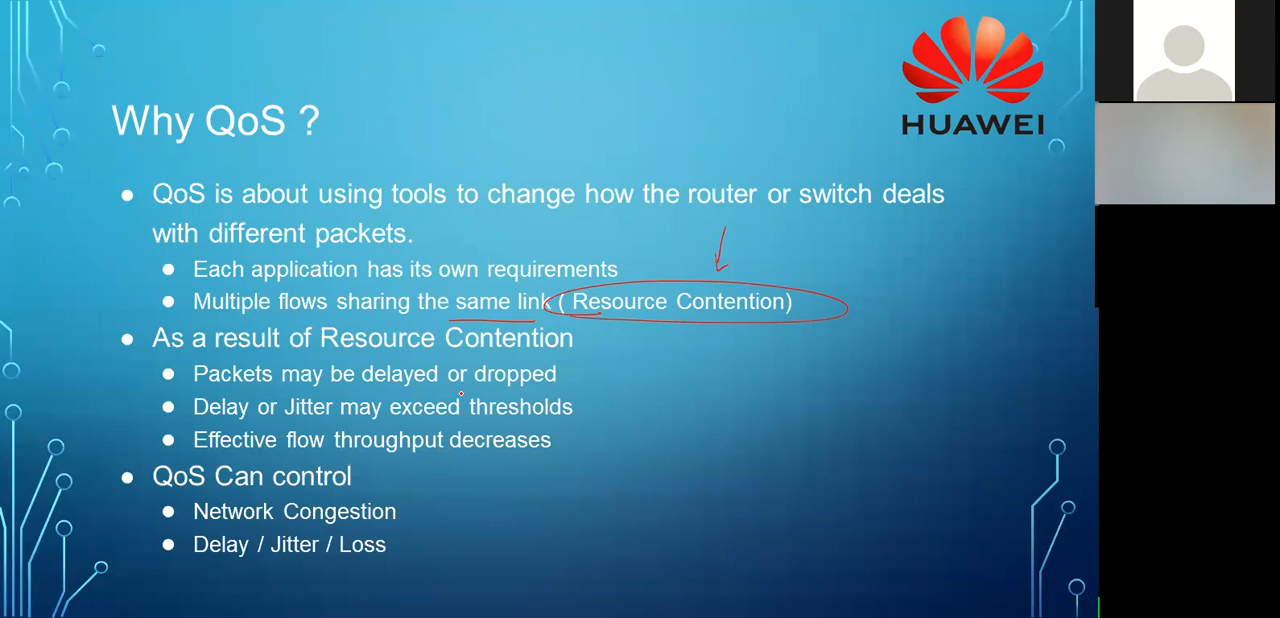 HUAWEI
Why QoS ?
QoS is about using tools to change how the router or switch deals
with different packets.
Each application has its own requirements
Multiple flows sharing the same link ( Resource Contention)
As a result of Resource Contention
Packets may be delayed or dropped
Delay or Jitter may exceed thresholds
Effective flow throughput decreases
QoS Can control
Network Congestion
Delay / Jitter / Loss